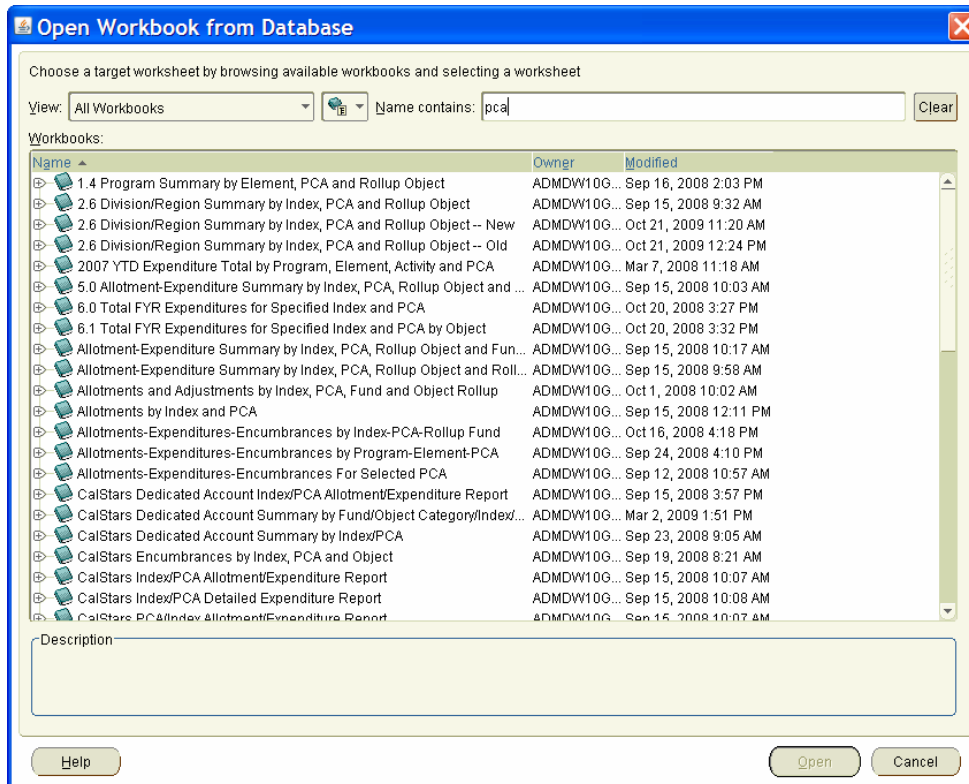 Open Workbook from Database
Choose a target worksheet by browsing available workbooks and selecting a worksheet
View: All Workbooks Name contains: pca Clear
Workbooks:
Name Owner Modified
1.4 Program Summary by Element, PCA and Rollup Object ADMDW10G... Sep 16, 2008 2:03 PM
2.6 Division/Region Summary by Index, PCA and Rollup Object ADMDW10G... Sep 15, 2008 9:32 AM
2.6 Division/Region Summary by Index, PCA and Rollup Object -- New ADMDW10G... Oct 21, 2009 11:20 AM
2.6 Division/Region Summary by Index, PCA and Rollup Object -- Old ADMDW10G... Oct 21, 2009 12:24 PM
2007 YTD Expenditure Total by Program, Element, Activity and PCA ADMDW10G... Mar 7, 2008 11:18 AM
5.0 Allotment-Expenditure Summary by Index, PCA, Rollup Object and ... ADMDW10G... Sep 15, 2008 10:03 AM
6.0 Total FYR Expenditures for Specified Index and PCA ADMDW10G... Oct 20, 2008 3:27 PM
6.1 Total FYR Expenditures for Specified Index and PCA by Object ADMDW10G... Oct 20, 2008 3:32 PM
Allotment-Expenditure Summary by Index, PCA, Rollup Object and Fun... ADMDW10G... Sep 15, 2008 10:17 AM
Allotment-Expenditure Summary by Index, PCA, Rollup Object and Roll... ADMDW10G... Sep 15, 2008 9:58 AM
Allotments and Adjustments by Index, PCA, Fund and Object Rollup ADMDW10G... Oct 1, 2008 10:02 AM
Allotments by Index and PCA ADMDW10G... Sep 15, 2008 12:11 PM
Allotments-Expenditures-Encumbrances by Index-PCA-Rollup Fund ADMDW10G... Oct 16, 2008 4:18 PM
Allotments-Expenditures-Encumbrances by Program-Element-PCA ADMDW10G... Sep 24, 2008 4:10 PM
Allotments-Expenditures-Encumbrances For Selected PCA ADMDW10G... Sep 12, 2008 10:57 AM
CalStars Dedicated Account Index/PCA Allotment/Expenditure Report ADMDW10G... Sep 15, 2008 3:57 PM
CalStars Dedicated Account Summary by Fund/Object Category/Index/... ADMDW10G... Mar 2, 2009 1:51 PM
CalStars Dedicated Account Summary by Index/PCA ADMDW10G... Sep 23, 2008 9:05 AM
CalStars Encumbrances by Index, PCA and Object ADMDW10G... Sep 19, 2008 8:21 AM
CalStars Index/PCA Allotment/Expenditure Report ADMDW10G... Sep 15, 2008 10:07 AM
CalStars Index/PCA Detailed Expenditure Report ADMDW10G... Sep 15, 2008 10:08 AM
CalStars PCA/Index Allotment/Expenditure Report ADMDW10G... Sep 15, 2008 10:07 AM
Description
Help Open Cancel